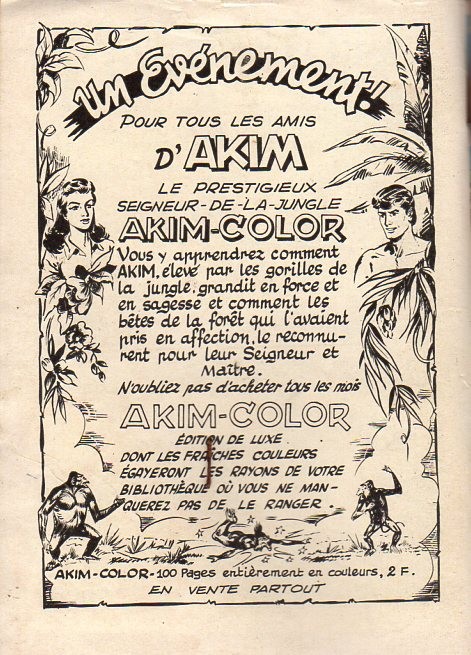 Un Evénement!
POUR TOUS LES AMIS
D'AKIM
LE PRESTIGIEUX
SEIGNEUR-DE-LA-JUNGLE
AKIM-COLOR
Vous y apprendrez comment
AKIM, élevé par les gorilles de
la jungle, grandit en force et
en sagesse et comment les
bêtes de la forêt qui l'avaient
pris en affection, le reconnu-
rent pour leur Seigneur et
Maître.
N'oubliez pas d'acheter tous les mois
AKIM-COLOR
ÉDITION DE LUXE.
DONT LES FRAÎCHES COULEURS
ÉGAYERONT LES RAYONS DE VOTRE
BIBLIOTHÈQUE OÙ VOUS NE MAN-
QUEREZ PAS DE LE RANGER.
AKIM-COLOR-100 Pages entièrement en couleurs, 2 F.
EN VENTE PARTOUT